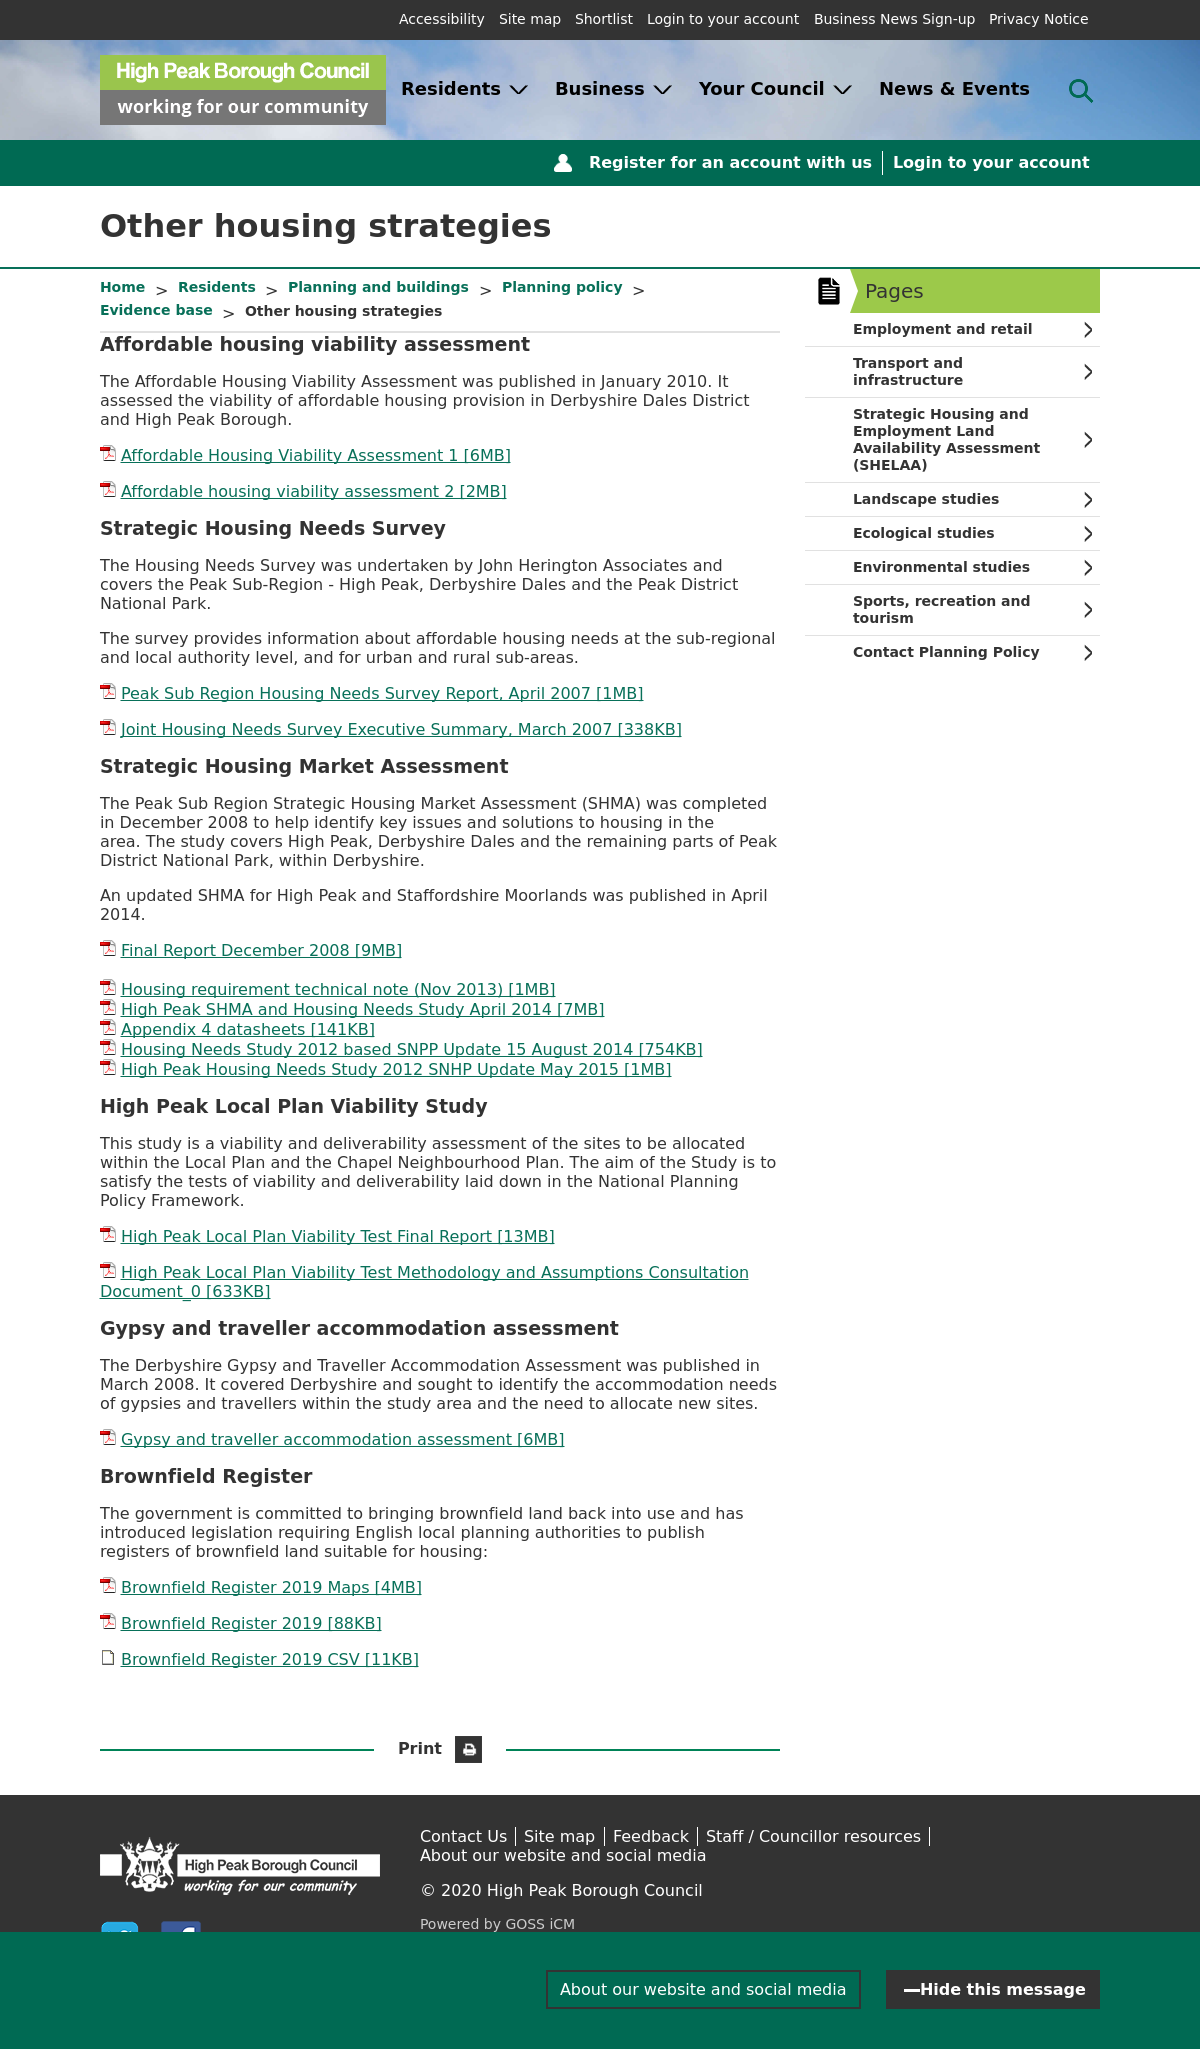 Accessibility Site map Shortlist Login to your account Business News Sign-up Privacy Notice
High Peak Borough Council
working for our community
Residents Business Your Council News & Events
Register for an account with us Login to your account
Other housing strategies
Home > Residents > Planning and buildings > Planning policy >
Evidence base > Other housing strategies
Affordable housing viability assessment
The Affordable Housing Viability Assessment was published in January 2010. It
assessed the viability of affordable housing provision in Derbyshire Dales District
and High Peak Borough.
Affordable Housing Viability Assessment 1 [6MB]
Affordable housing viability assessment 2 [2MB]
Strategic Housing Needs Survey
The Housing Needs Survey was undertaken by John Herington Associates and
covers the Peak Sub-Region - High Peak, Derbyshire Dales and the Peak District
National Park.
The survey provides information about affordable housing needs at the sub-regional
and local authority level, and for urban and rural sub-areas.
Peak Sub Region Housing Needs Survey Report, April 2007 [1MB]
Joint Housing Needs Survey Executive Summary, March 2007 [338KB]
Strategic Housing Market Assessment
The Peak Sub Region Strategic Housing Market Assessment (SHMA) was completed
in December 2008 to help identify key issues and solutions to housing in the
area. The study covers High Peak, Derbyshire Dales and the remaining parts of Peak
District National Park, within Derbyshire.
An updated SHMA for High Peak and Staffordshire Moorlands was published in April
2014.
Final Report December 2008 [9MB]
Housing requirement technical note (Nov 2013) [1MB]
High Peak SHMA and Housing Needs Study April 2014 [7MB]
Appendix 4 datasheets [141KB]
Housing Needs Study 2012 based SNPP Update 15 August 2014 [754KB]
High Peak Housing Needs Study 2012 SNHP Update May 2015 [1MB]
High Peak Local Plan Viability Study
This study is a viability and deliverability assessment of the sites to be allocated
within the Local Plan and the Chapel Neighbourhood Plan. The aim of the Study is to
satisfy the tests of viability and deliverability laid down in the National Planning
Policy Framework.
High Peak Local Plan Viability Test Final Report [13MB]
High Peak Local Plan Viability Test Methodology and Assumptions Consultation
Document_0 [633KB]
Gypsy and traveller accommodation assessment
The Derbyshire Gypsy and Traveller Accommodation Assessment was published in
March 2008. It covered Derbyshire and sought to identify the accommodation needs
of gypsies and travellers within the study area and the need to allocate new sites.
Gypsy and traveller accommodation assessment [6MB]
Brownfield Register
The government is committed to bringing brownfield land back into use and has
introduced legislation requiring English local planning authorities to publish
registers of brownfield land suitable for housing:
Brownfield Register 2019 Maps [4MB]
Brownfield Register 2019 [88KB]
Brownfield Register 2019 CSV [11KB]
Print
Pages
Employment and retail
Transport and
infrastructure
Strategic Housing and
Employment Land
Availability Assessment
(SHELAA)
Landscape studies
Ecological studies
Environmental studies
Sports, recreation and
tourism
Contact Planning Policy
High Peak Borough Council
working for our community
Contact Us Site map Feedback Staff / Councillor resources
About our website and social media
© 2020 High Peak Borough Council
Powered by GOSS iCM
About our website and social media Hide this message